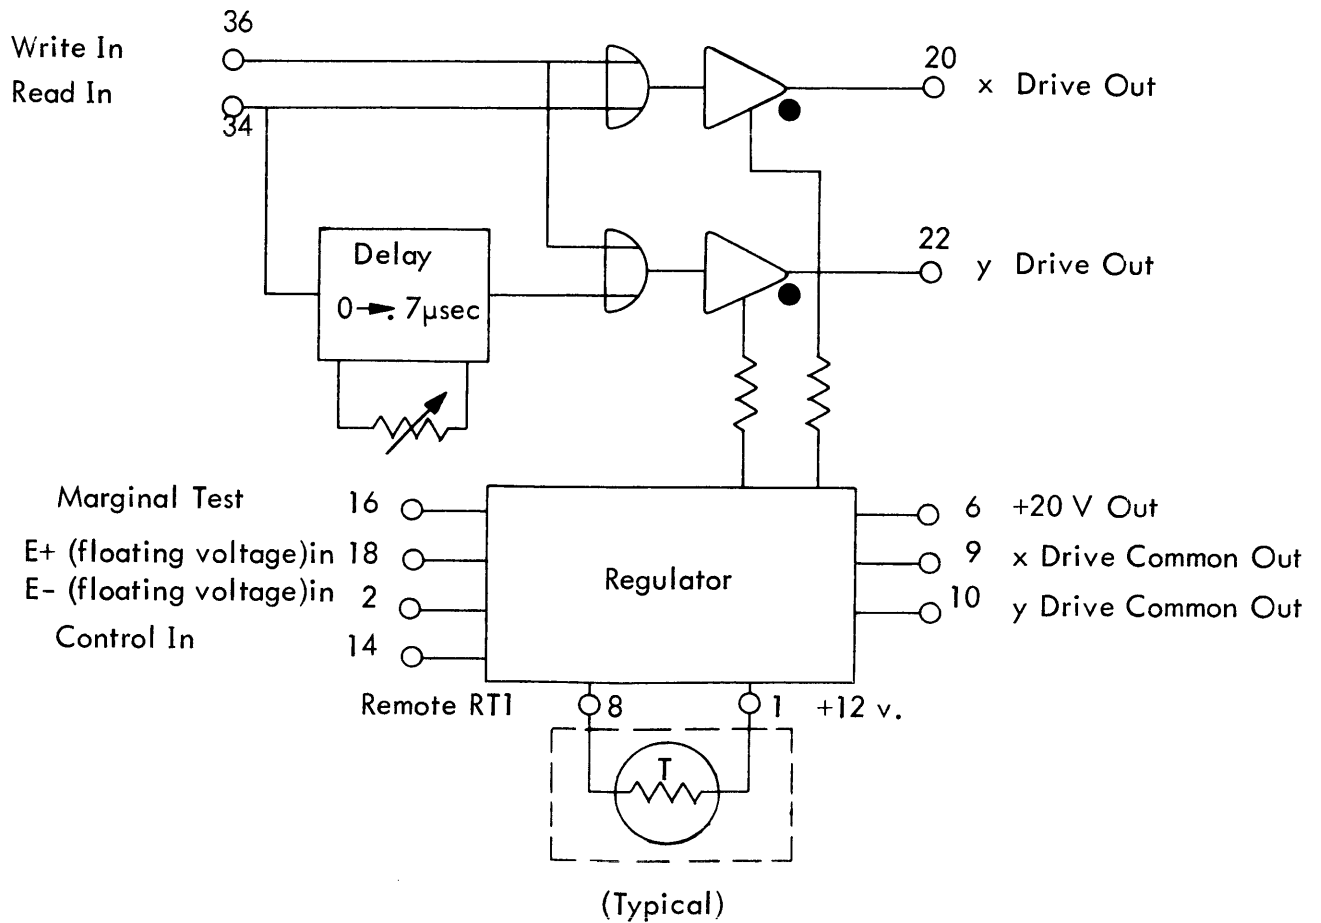 36
Write In
Read In
34
20
x Drive Out
22
y Drive Out
Delay
0 → .7μsec
Marginal Test 16
E+ (floating voltage)in 18
E- (floating voltage)in 2
Control In 14
Regulator
6 +20 V Out
9 x Drive Common Out
10 y Drive Common Out
Remote RT1 8
1 +12 v.
T
(Typical)